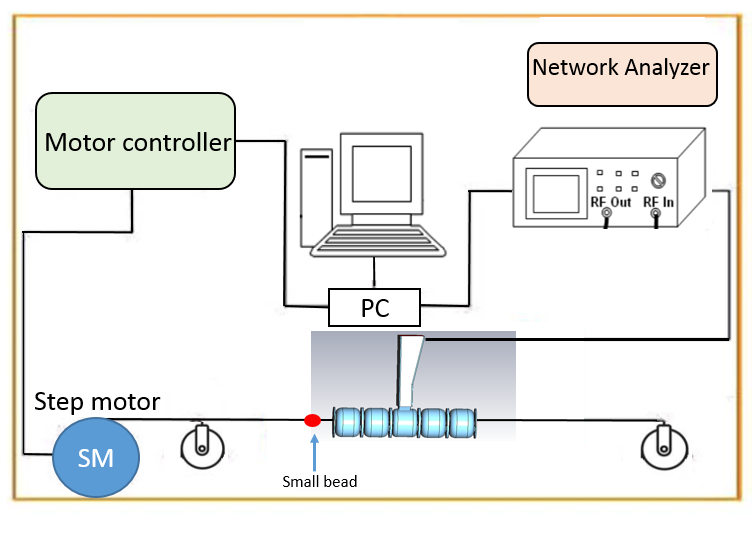 Network Analyzer
Motor controller
RF Out RF In
PC
Step motor
SM
Small bead